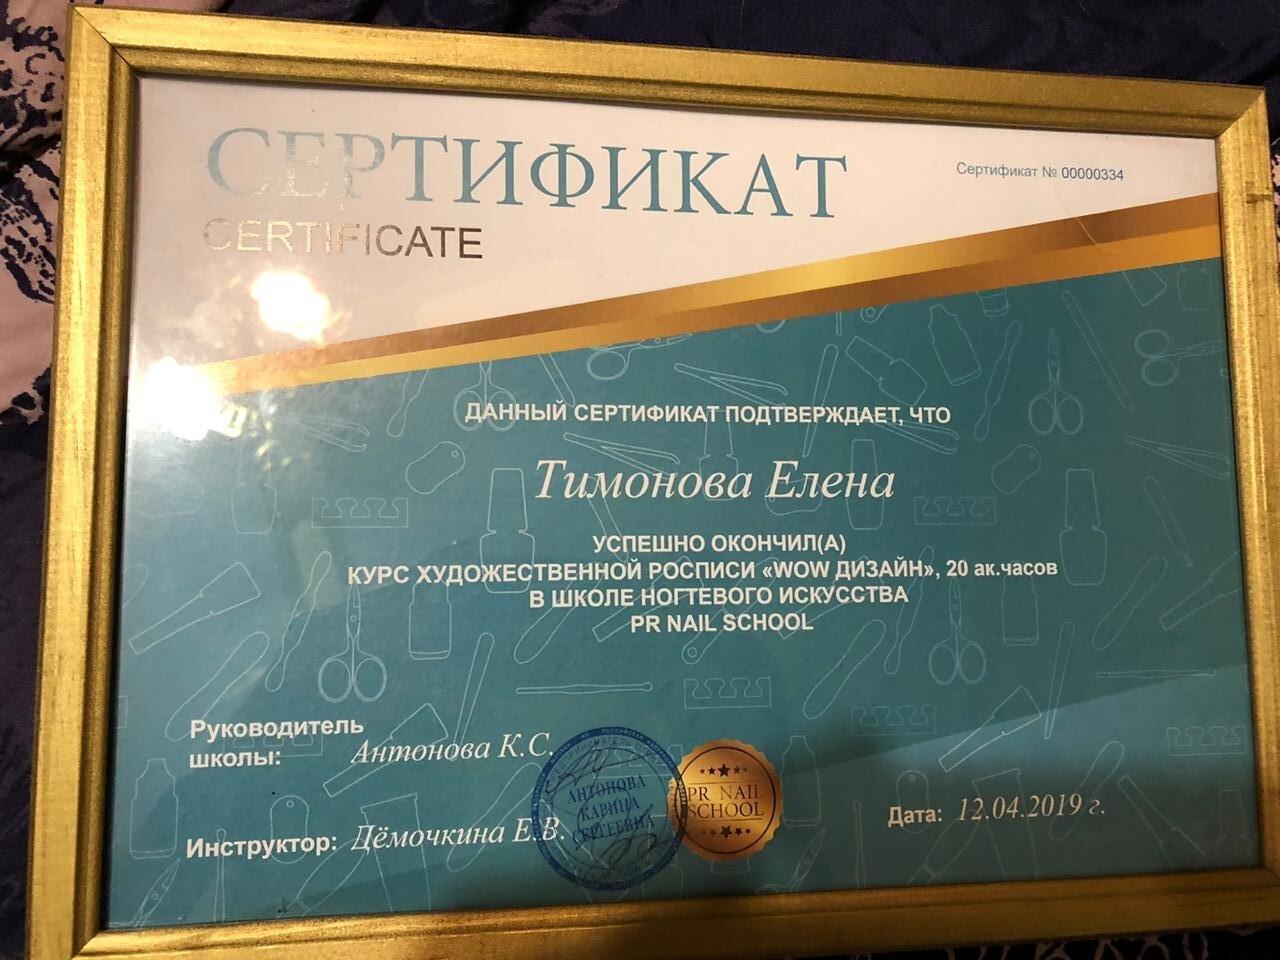 СЕРТИФИКАТ
CERTIFICATE
Сертификат № 00000334
ДАННЫЙ СЕРТИФИКАТ ПОДТВЕРЖДАЕТ, ЧТО
Тимонова Елена
УСПЕШНО ОКОНЧИЛ(А)
КУРС ХУДОЖЕСТВЕННОЙ РОСПИСИ «WOW ДИЗАЙН», 20 ак.часов
В ШКОЛЕ НОГТЕВОГО ИСКУССТВА
PR NAIL SCHOOL
Руководитель
школы: Антонова К.С.
Инструктор: Дёмочкина Е.В.
АНТОНОВА
КАРИНА
СЕРГЕЕВНА
PR NAIL
SCHOOL
Дата: 12.04.2019 г.